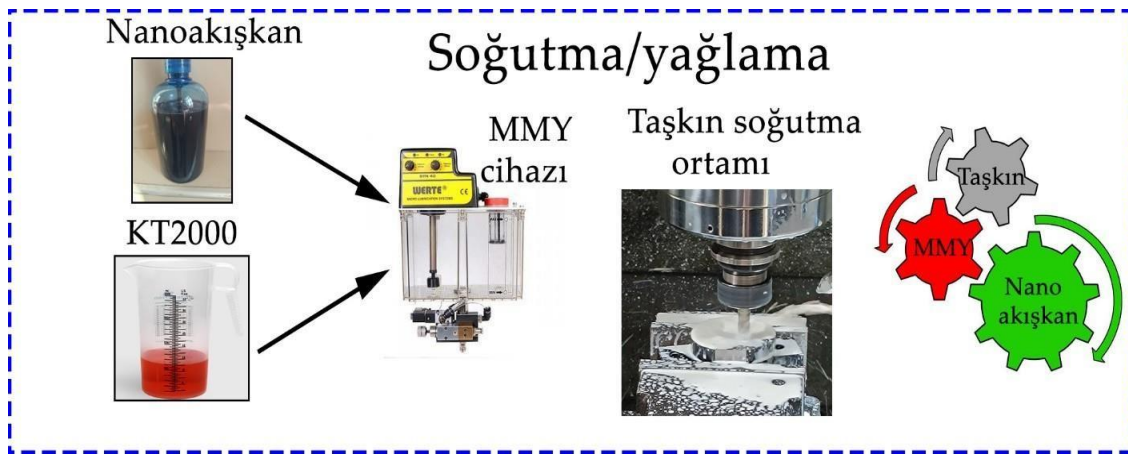 Nanoakışkan
Soğutma/yağlama
MMY
cihazı
Taşkın soğutma
ortamı
KT2000
WERTE®
Taşkın
MMY
Nano
akışkan